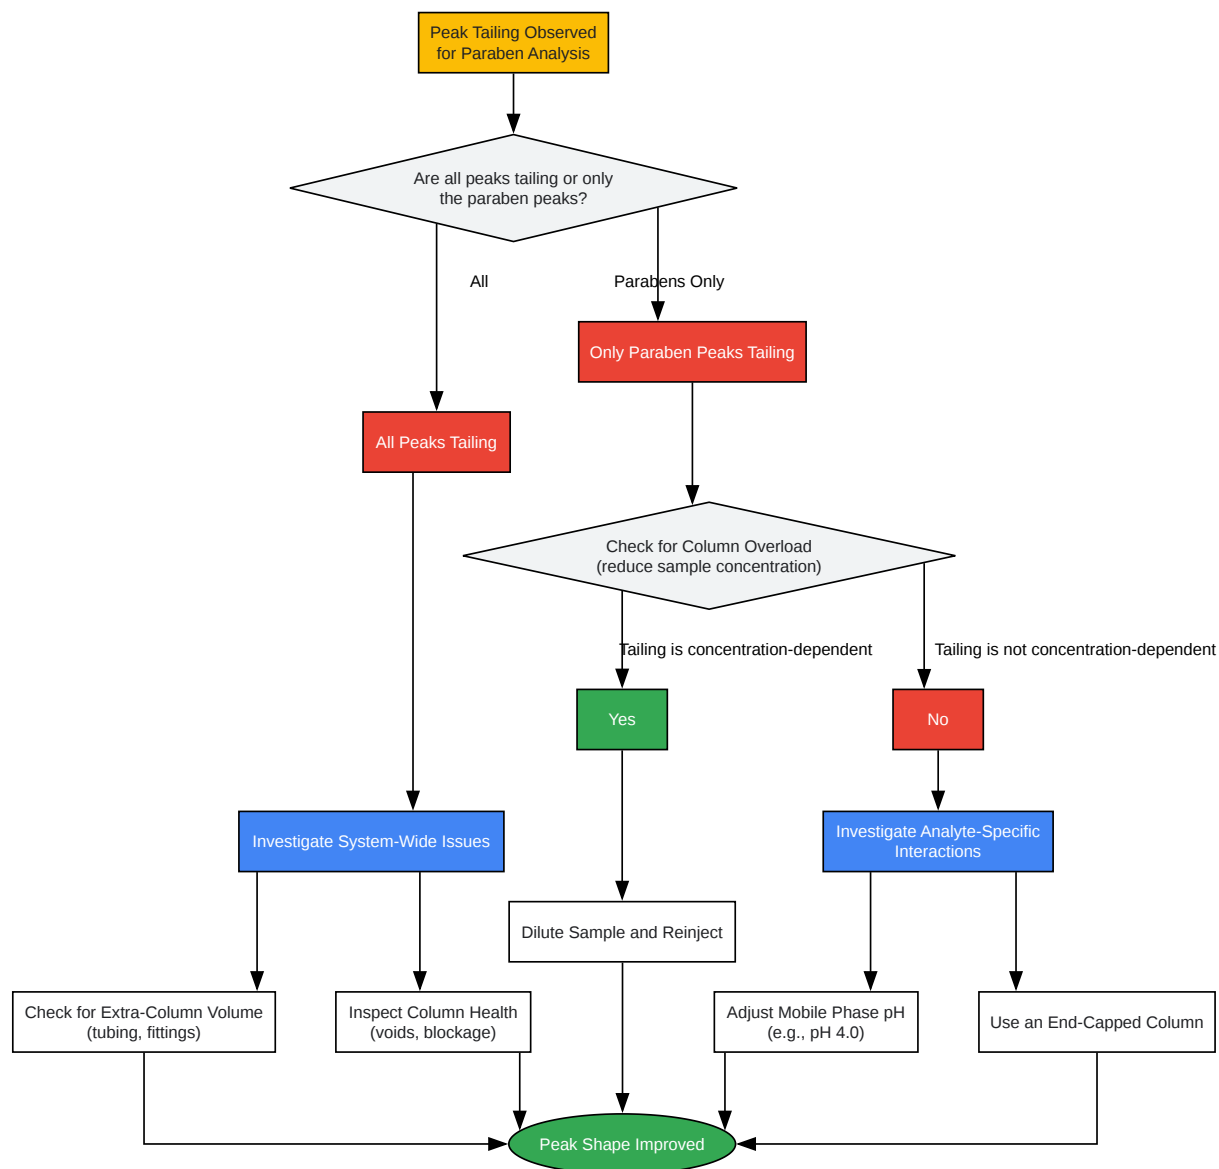 Peak Tailing Observed
for Paraben Analysis
Are all peaks tailing or only
the paraben peaks?
All
Parabens Only
Only Paraben Peaks Tailing
All Peaks Tailing
Check for Column Overload
(reduce sample concentration)
Tailing is concentration-dependent
Tailing is not concentration-dependent
Yes
No
Investigate System-Wide Issues
Investigate Analyte-Specific
Interactions
Dilute Sample and Reinject
Check for Extra-Column Volume
(tubing, fittings)
Inspect Column Health
(voids, blockage)
Adjust Mobile Phase pH
(e.g., pH 4.0)
Use an End-Capped Column
Peak Shape Improved